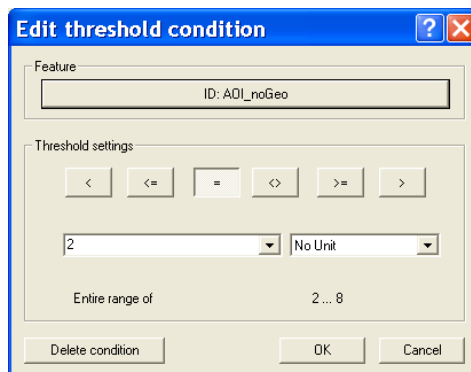 Edit threshold condition
Feature
ID: AOI_noGeo
Threshold settings
< <= = <> >= >
2 No Unit
Entire range of 2 ... 8
Delete condition OK Cancel